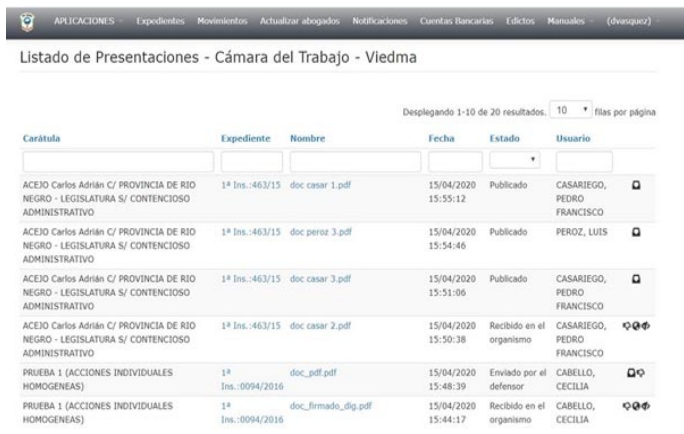 APLICACIONES Expedientes Movimientos Actualizar abogados Notificaciones Cuentas Bancarias Edictos Manuales (dvasquez)
Listado de Presentaciones - Cámara del Trabajo - Viedma
Desplegando 1-10 de 20 resultados. 10 filas por página
Carátula Expediente Nombre Fecha Estado Usuario
ACEJO Carlos Adrián C/ PROVINCIA DE RIO 1ª Ins.:463/15 doc casar 1.pdf 15/04/2020 Publicado CASARIEGO,
NEGRO - LEGISLATURA S/ CONTENCIOSO 15:55:12 PEDRO
ADMINISTRATIVO FRANCISCO
ACEJO Carlos Adrián C/ PROVINCIA DE RIO 1ª Ins.:463/15 doc peroz 3.pdf 15/04/2020 Publicado PEROZ, LUIS
NEGRO - LEGISLATURA S/ CONTENCIOSO 15:54:46
ADMINISTRATIVO
ACEJO Carlos Adrián C/ PROVINCIA DE RIO 1ª Ins.:463/15 doc casar 3.pdf 15/04/2020 Publicado CASARIEGO,
NEGRO - LEGISLATURA S/ CONTENCIOSO 15:51:06 PEDRO
ADMINISTRATIVO FRANCISCO
ACEJO Carlos Adrián C/ PROVINCIA DE RIO 1ª Ins.:463/15 doc casar 2.pdf 15/04/2020 Recibido en el CASARIEGO,
NEGRO - LEGISLATURA S/ CONTENCIOSO 15:50:38 organismo PEDRO
ADMINISTRATIVO FRANCISCO
PRUEBA 1 (ACCIONES INDIVIDUALES 1ª doc_pdf.pdf 15/04/2020 Enviado por el CABELLO,
HOMOGENEAS) Ins.:0094/2016 15:48:39 defensor CECILIA
PRUEBA 1 (ACCIONES INDIVIDUALES 1ª doc_firmado_dig.pdf 15/04/2020 Recibido en el CABELLO,
HOMOGENEAS) Ins.:0094/2016 15:44:17 organismo CECILIA